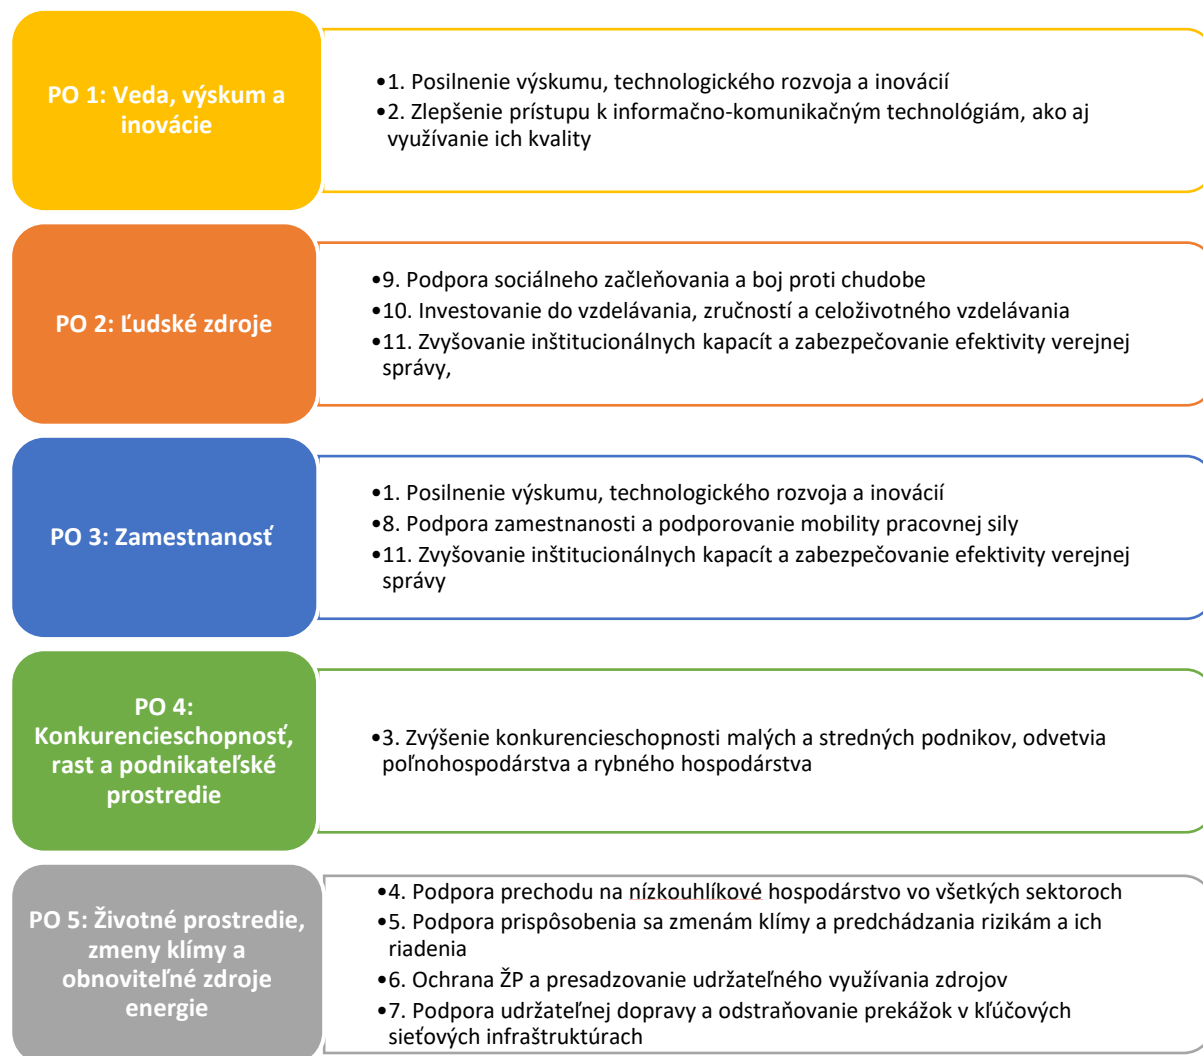 PO 1: Veda, výskum a
inovácie
•1. Posilnenie výskumu, technologického rozvoja a inovácií
•2. Zlepšenie prístupu k informačno-komunikačným technológiám, ako aj
využívanie ich kvality
PO 2: Ľudské zdroje
•9. Podpora sociálneho začleňovania a boj proti chudobe
•10. Investovanie do vzdelávania, zručností a celoživotného vzdelávania
•11. Zvyšovanie inštitucionálnych kapacít a zabezpečovanie efektivity verejnej
správy,
PO 3: Zamestnanosť
•1. Posilnenie výskumu, technologického rozvoja a inovácií
•8. Podpora zamestnanosti a podporovanie mobility pracovnej sily
•11. Zvyšovanie inštitucionálnych kapacít a zabezpečovanie efektivity verejnej
správy
PO 4:
Konkurencieschopnosť,
rast a podnikateľské
prostredie
•3. Zvýšenie konkurencieschopnosti malých a stredných podnikov, odvetvia
poľnohospodárstva a rybného hospodárstva
PO 5: Životné prostredie,
zmeny klímy a
obnoviteľné zdroje
energie
•4. Podpora prechodu na nízkouhlíkové hospodárstvo vo všetkých sektoroch
•5. Podpora prispôsobenia sa zmenám klímy a predchádzania rizikám a ich
riadenia
•6. Ochrana ŽP a presadzovanie udržateľného využívania zdrojov
•7. Podpora udržateľnej dopravy a odstraňovanie prekážok v kľúčových
sieťových infraštruktúrach